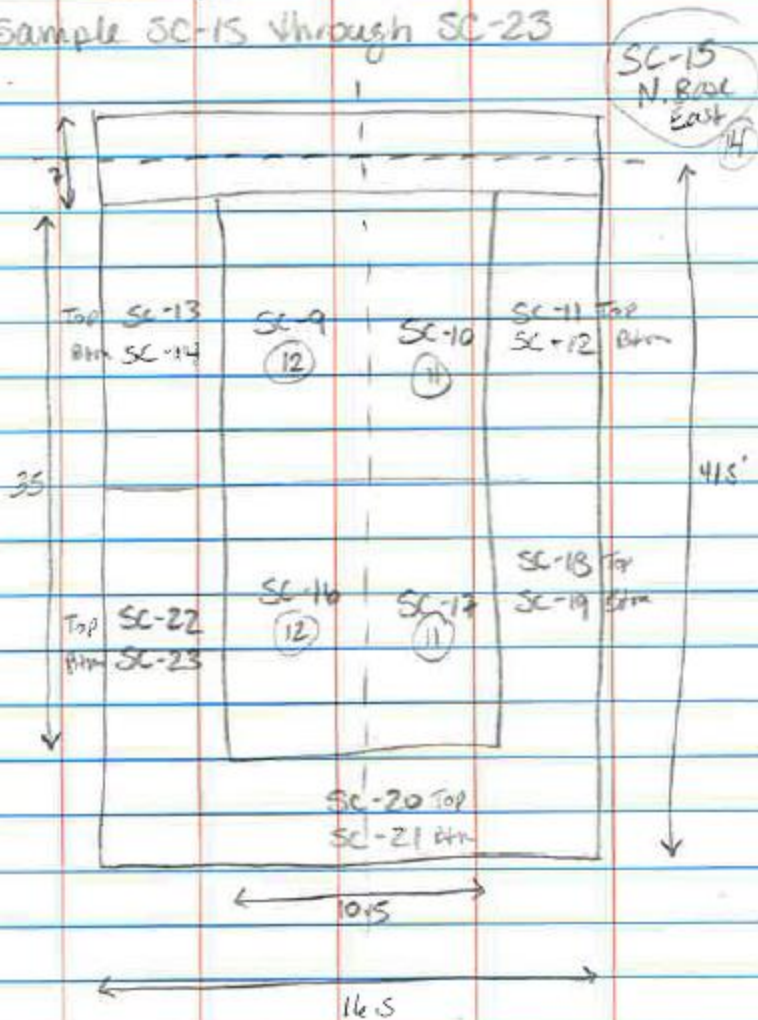 Sample SC-15 through SC-23
SC-15
N. Base
East
14
7
Top SC-13
Btm SC-14
SC-9
12
SC-10
11
SC-11 Top
SC-12 Btm
35
41.5'
SC-18 Top
SC-19 Btm
SC-16
12
SC-17
11
Top SC-22
Btm SC-23
SC-20 Top
SC-21 Btm
10.5
16.5